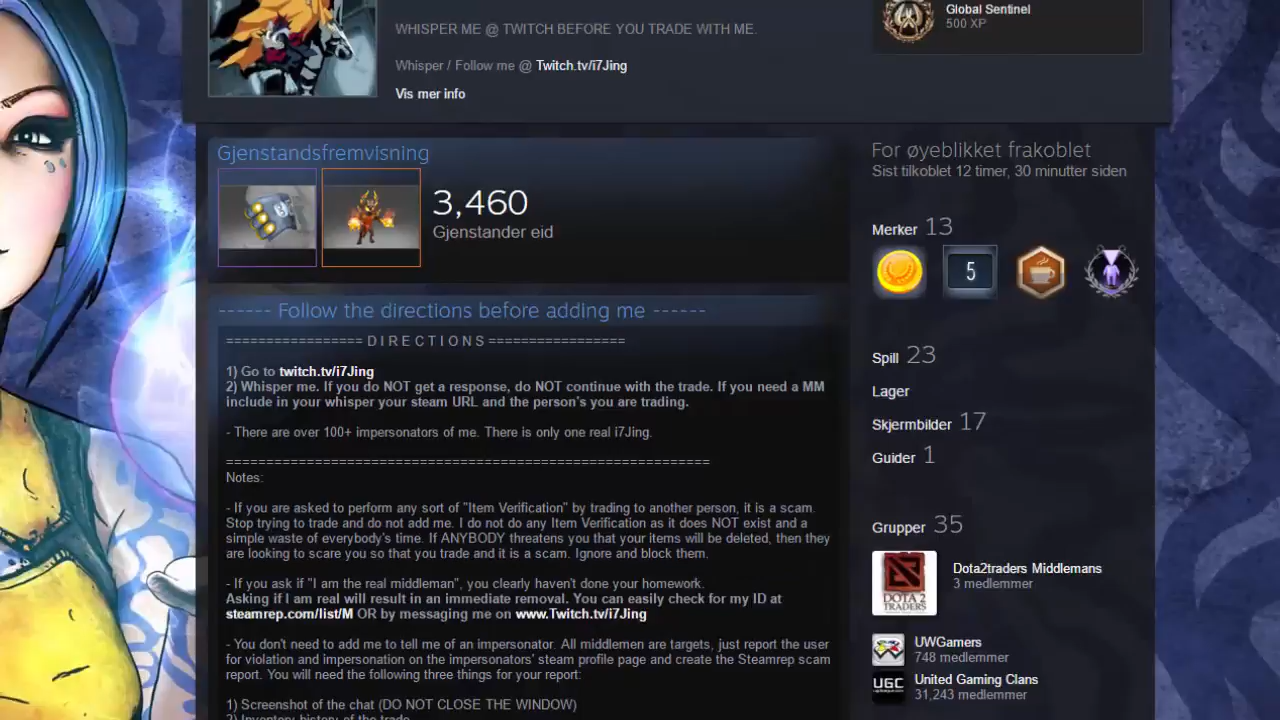 WHISPER ME @ TWITCH BEFORE YOU TRADE WITH ME.
Whisper / Follow me @ Twitch.tv/i7Jing
Vis mer info
Global Sentinel
500 XP
Gjenstandsfremvisning
3,460
Gjenstander eid
------ Follow the directions before adding me ------
================= D I R E C T I O N S =================
1) Go to twitch.tv/i7Jing
2) Whisper me. If you do NOT get a response, do NOT continue with the trade. If you need a MM
include in your whisper your steam URL and the person's you are trading.
- There are over 100+ impersonators of me. There is only one real i7Jing.
============================================================
Notes:
- If you are asked to perform any sort of "Item Verification" by trading to another person, it is a scam.
Stop trying to trade and do not add me. I do not do any Item Verification as it does NOT exist and a
simple waste of everybody's time. If ANYBODY threatens you that your items will be deleted, then they
are looking to scare you so that you trade and it is a scam. Ignore and block them.
- If you ask if "I am the real middleman", you clearly haven't done your homework.
Asking if I am real will result in an immediate removal. You can easily check for my ID at
steamrep.com/list/M OR by messaging me on www.Twitch.tv/i7Jing
- You don't need to add me to tell me of an impersonator. All middlemen are targets, just report the user
for violation and impersonation on the impersonators' steam profile page and create the Steamrep scam
report. You will need the following three things for your report:
1) Screenshot of the chat (DO NOT CLOSE THE WINDOW)
2) Inventory history of the trade
For øyeblikket frakoblet
Sist tilkoblet 12 timer, 30 minutter siden
Merker 13
5
Spill 23
Lager
Skjermbilder 17
Guider 1
Grupper 35
DOTA 2
TRADERS
Dota2traders Middlemans
3 medlemmer
UWGamers
748 medlemmer
UGC
United Gaming Clans
31,243 medlemmer